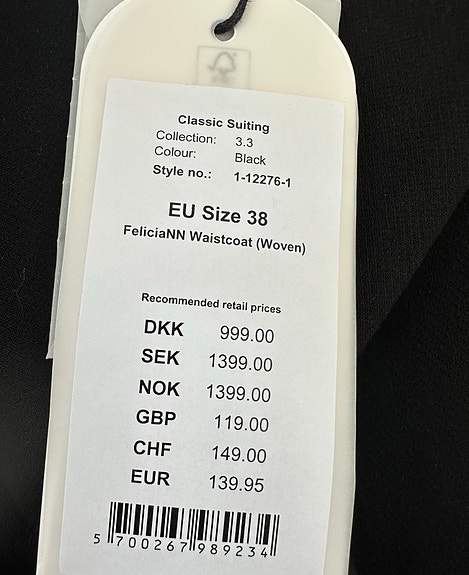 Classic Suiting
Collection: 3.3
Colour: Black
Style no.: 1-12276-1
EU Size 38
FeliciaNN Waistcoat (Woven)
Recommended retail prices
DKK 999.00
SEK 1399.00
NOK 1399.00
GBP 119.00
CHF 149.00
EUR 139.95
5 700267 989234